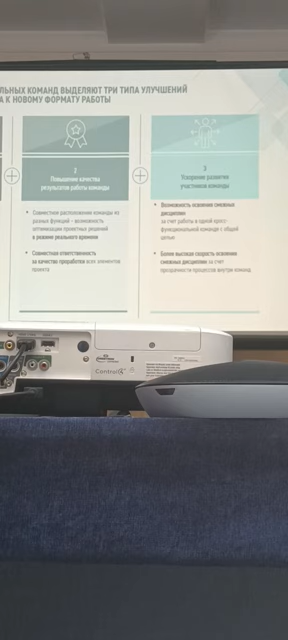 ЛЬНЫХ КОМАНД ВЫДЕЛЯЮТ ТРИ ТИПА УЛУЧШЕНИЙ
А К НОВОМУ ФОРМАТУ РАБОТЫ
2
Повышение качества
результатов работы команды
• Совместное расположение команды из
разных функций – возможность
оптимизации проектных решений
в режиме реального времени
• Совместная ответственность
за качество проработки всех элементов
проекта
3
Ускорение развития
участников команды
• Возможность освоения смежных
дисциплин
за счет работы в одной кросс-
функциональной команде с общей
целью
• Более высокая скорость освоения
смежных дисциплин за счет
прозрачности процессов внутри команд
Control4